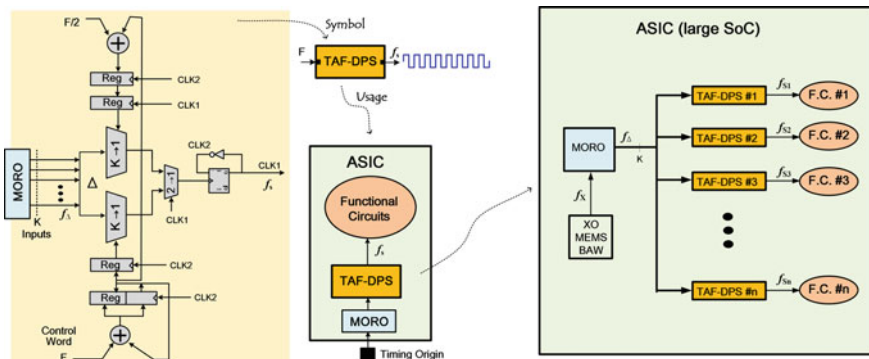 F/2
+
Reg
CLK2
Reg
CLK1
MORO
K
Inputs
fΔ
Δ
K→1
K→1
2→1
CLK1
CLK2
CLK1
fs
Reg
CLK2
Reg
CLK2
Control
Word
F
+
Symbol
F
TAF-DPS
fs
Usage
ASIC
Functional
Circuits
fs
TAF-DPS
MORO
Timing Origin
ASIC (large SoC)
MORO
fΔ
K
fX
XO
MEMS
BAW
TAF-DPS #1
fS1
F.C. #1
TAF-DPS #2
fS2
F.C. #2
TAF-DPS #3
fS3
F.C. #3
TAF-DPS #n
fSn
F.C. #n